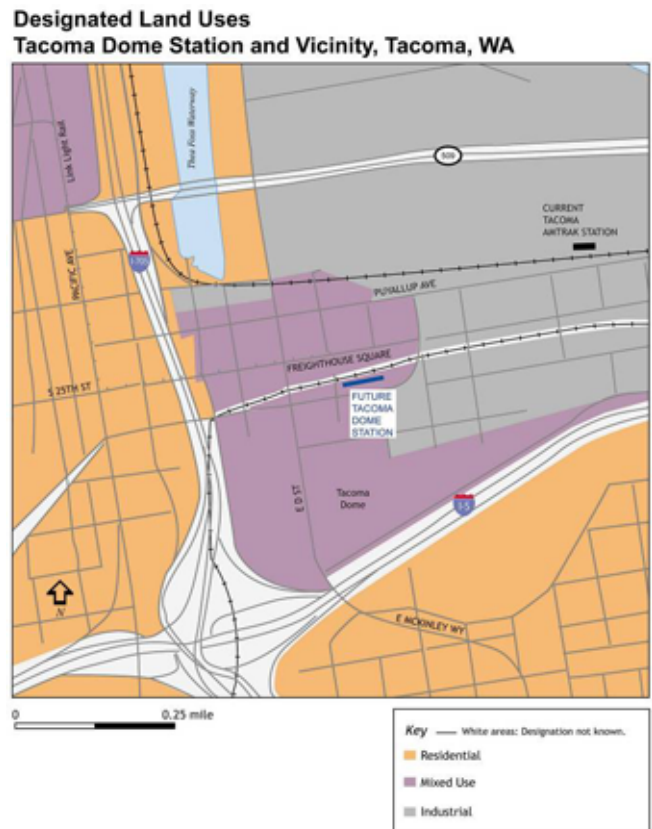 Designated Land Uses
Tacoma Dome Station and Vicinity, Tacoma, WA
Thea Foss Waterway
Link Light Rail
509
CURRENT
TACOMA
AMTRAK STATION
PACIFIC AVE
I-705
PUYALLUP AVE
FREIGHTHOUSE SQUARE
S 25TH ST
FUTURE
TACOMA
DOME
STATION
E D ST
Tacoma
Dome
I-5
N
E MCKINLEY WY
0 0.25 mile
Key White areas: Designation not known.
Residential
Mixed Use
Industrial